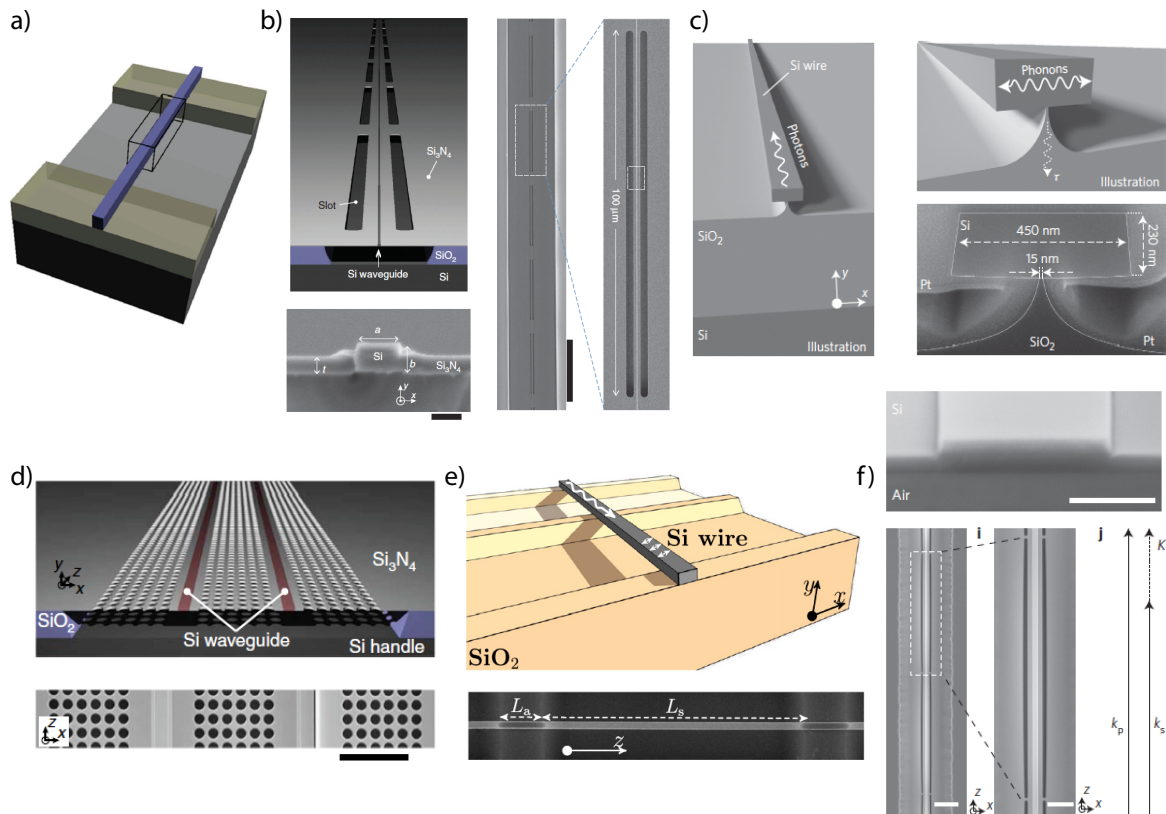 a)
b)
Si₃N₄
Slot
SiO₂
Si waveguide
Si
a
Si
t
b
Si₃N₄
y
x
100 μm
c)
Si wire
Photons
SiO₂
y
x
Si
Illustration
Phonons
τ
Illustration
Si
450 nm
230 nm
15 nm
Pt
SiO₂
Pt
d)
Si₃N₄
y
z
x
SiO₂
Si waveguide
Si handle
z
x
e)
Si wire
y
x
SiO₂
Lₐ
Lₛ
z
Si
f)
Air
i
j
K
kₚ
kₛ
z
x
z
x